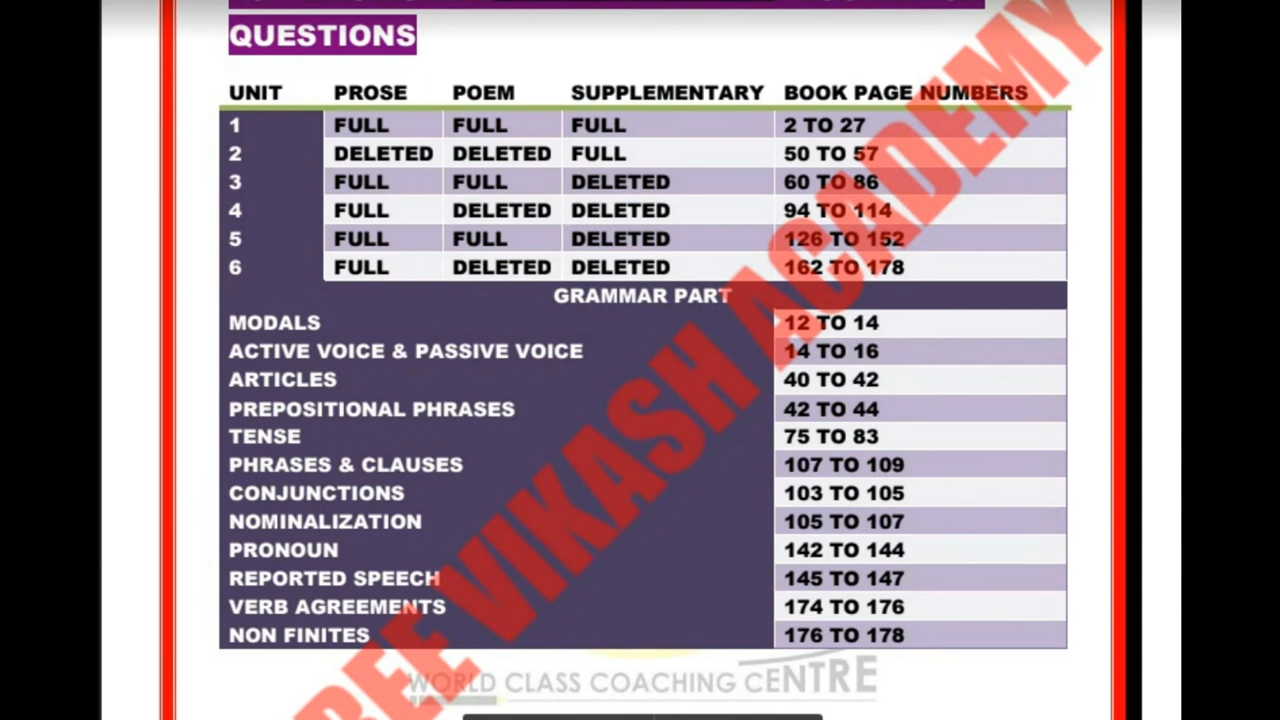 QUESTIONS
UNIT PROSE POEM SUPPLEMENTARY BOOK PAGE NUMBERS
1 FULL FULL FULL 2 TO 27
2 DELETED DELETED FULL 50 TO 57
3 FULL FULL DELETED 60 TO 86
4 FULL DELETED DELETED 94 TO 114
5 FULL FULL DELETED 126 TO 152
6 FULL DELETED DELETED 162 TO 178
GRAMMAR PART
MODALS 12 TO 14
ACTIVE VOICE & PASSIVE VOICE 14 TO 16
ARTICLES 40 TO 42
PREPOSITIONAL PHRASES 42 TO 44
TENSE 75 TO 83
PHRASES & CLAUSES 107 TO 109
CONJUNCTIONS 103 TO 105
NOMINALIZATION 105 TO 107
PRONOUN 142 TO 144
REPORTED SPEECH 145 TO 147
VERB AGREEMENTS 174 TO 176
NON FINITES 176 TO 178
VIKASH ACADEMY
WORLD CLASS COACHING CENTRE